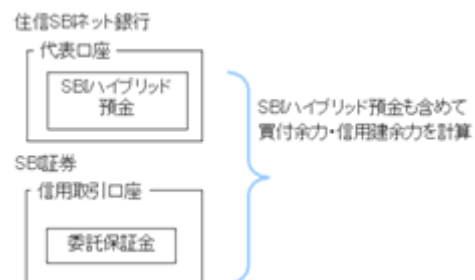 住信SBIネット銀行
代表口座
SBIハイブリッド
預金
SBIハイブリッド預金も含めて
買付余力・信用建余力を計算
SBI証券
信用取引口座
委託保証金